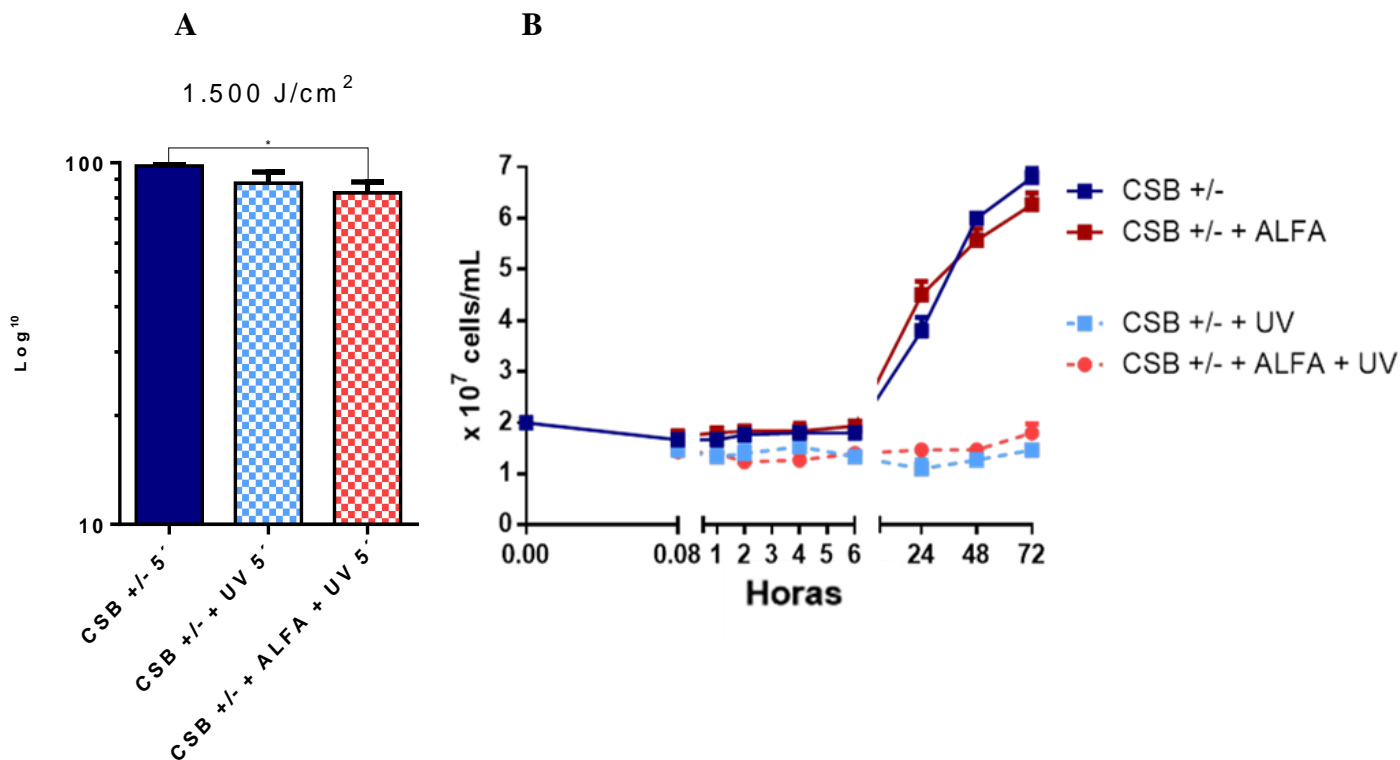 A
B
1.500 J/cm²
*
100
10
Log¹⁰
CSB +/- 5´
CSB +/- + UV 5´
CSB +/- + ALFA + UV 5´
7
6
5
4
3
2
1
0
x 10⁷ cells/mL
0.00 0.08 1 2 3 4 5 6 24 48 72
Horas
CSB +/-
CSB +/- + ALFA
CSB +/- + UV
CSB +/- + ALFA + UV